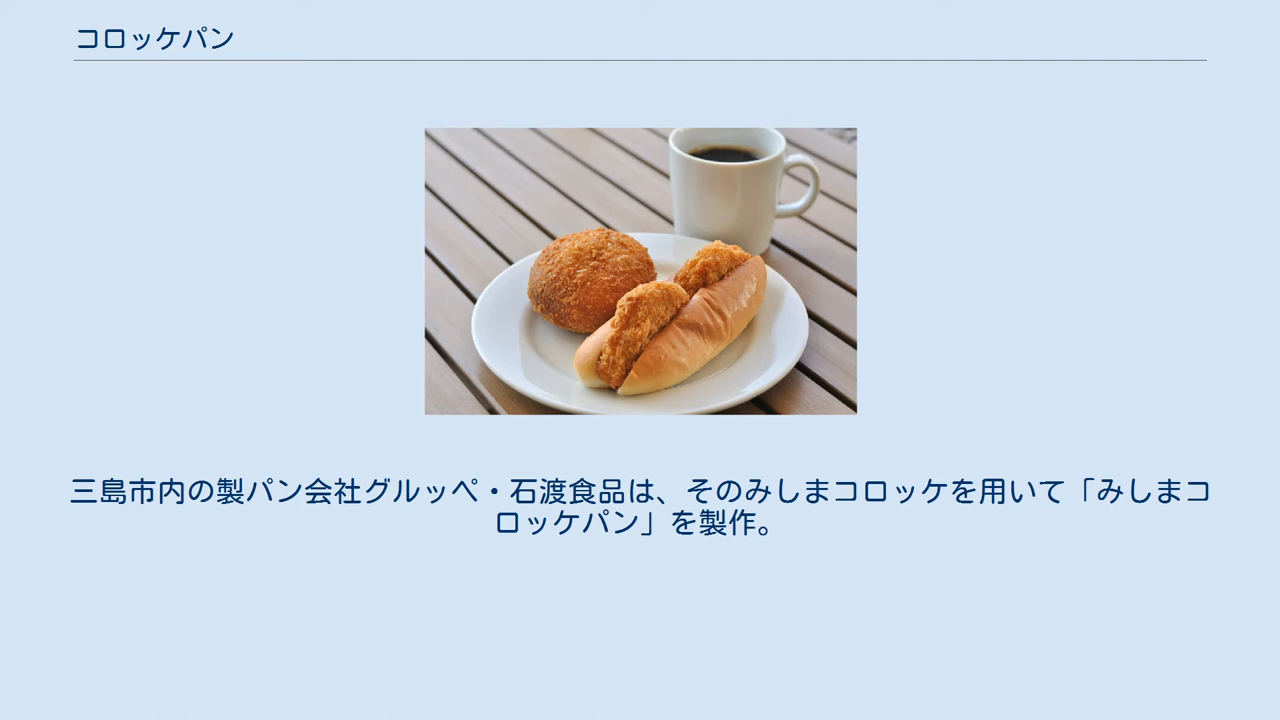 コロッケパン
三島市内の製パン会社グルッペ・石渡食品は、そのみしまコロッケを用いて「みしまコ
ロッケパン」を製作。